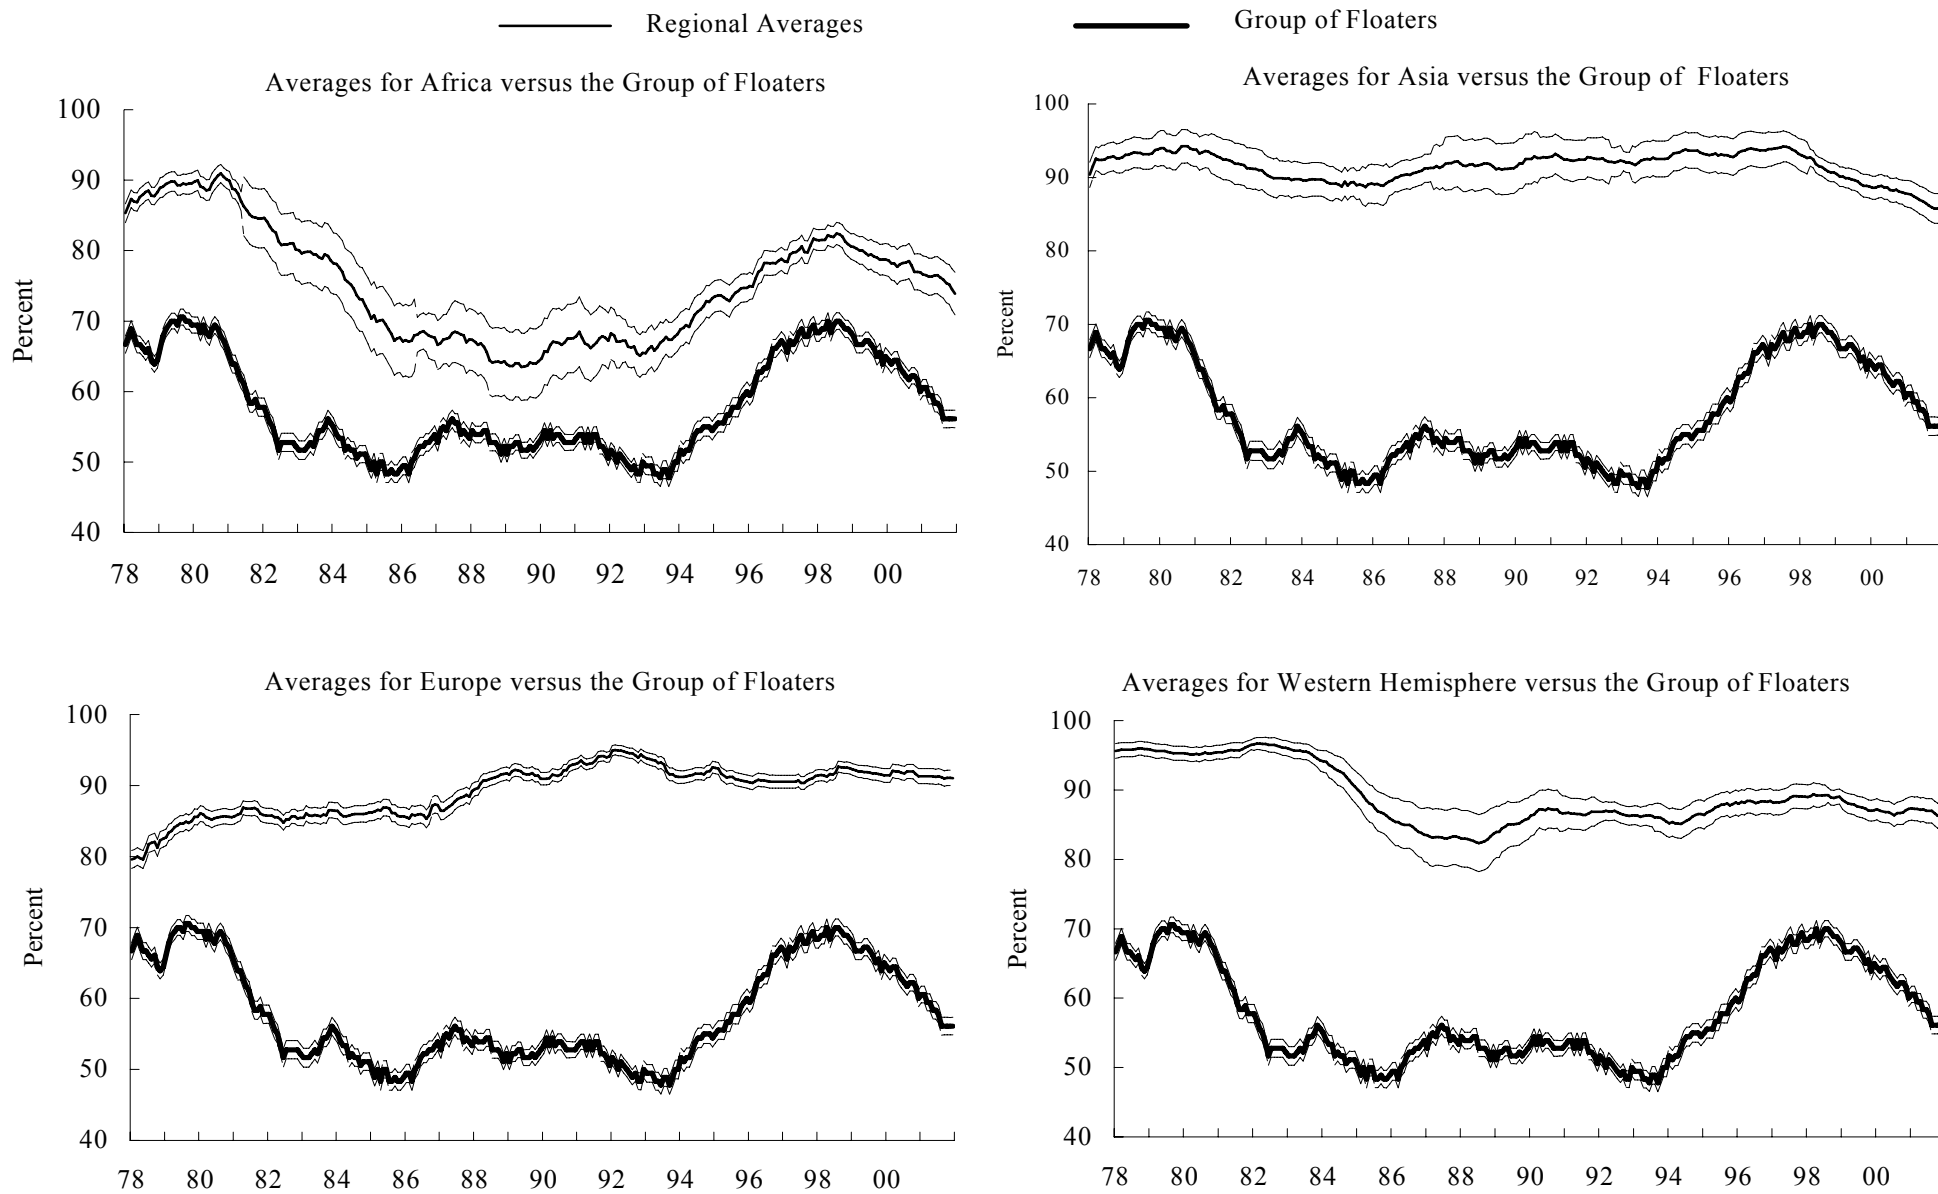 Regional Averages
Group of Floaters
Averages for Africa versus the Group of Floaters
100
90
80
70
60
50
40
Percent
78 80 82 84 86 88 90 92 94 96 98 00
Averages for Asia versus the Group of Floaters
100
90
80
70
60
50
40
Percent
78 80 82 84 86 88 90 92 94 96 98 00
Averages for Europe versus the Group of Floaters
100
90
80
70
60
50
40
Percent
78 80 82 84 86 88 90 92 94 96 98 00
Averages for Western Hemisphere versus the Group of Floaters
100
90
80
70
60
50
40
Percent
78 80 82 84 86 88 90 92 94 96 98 00